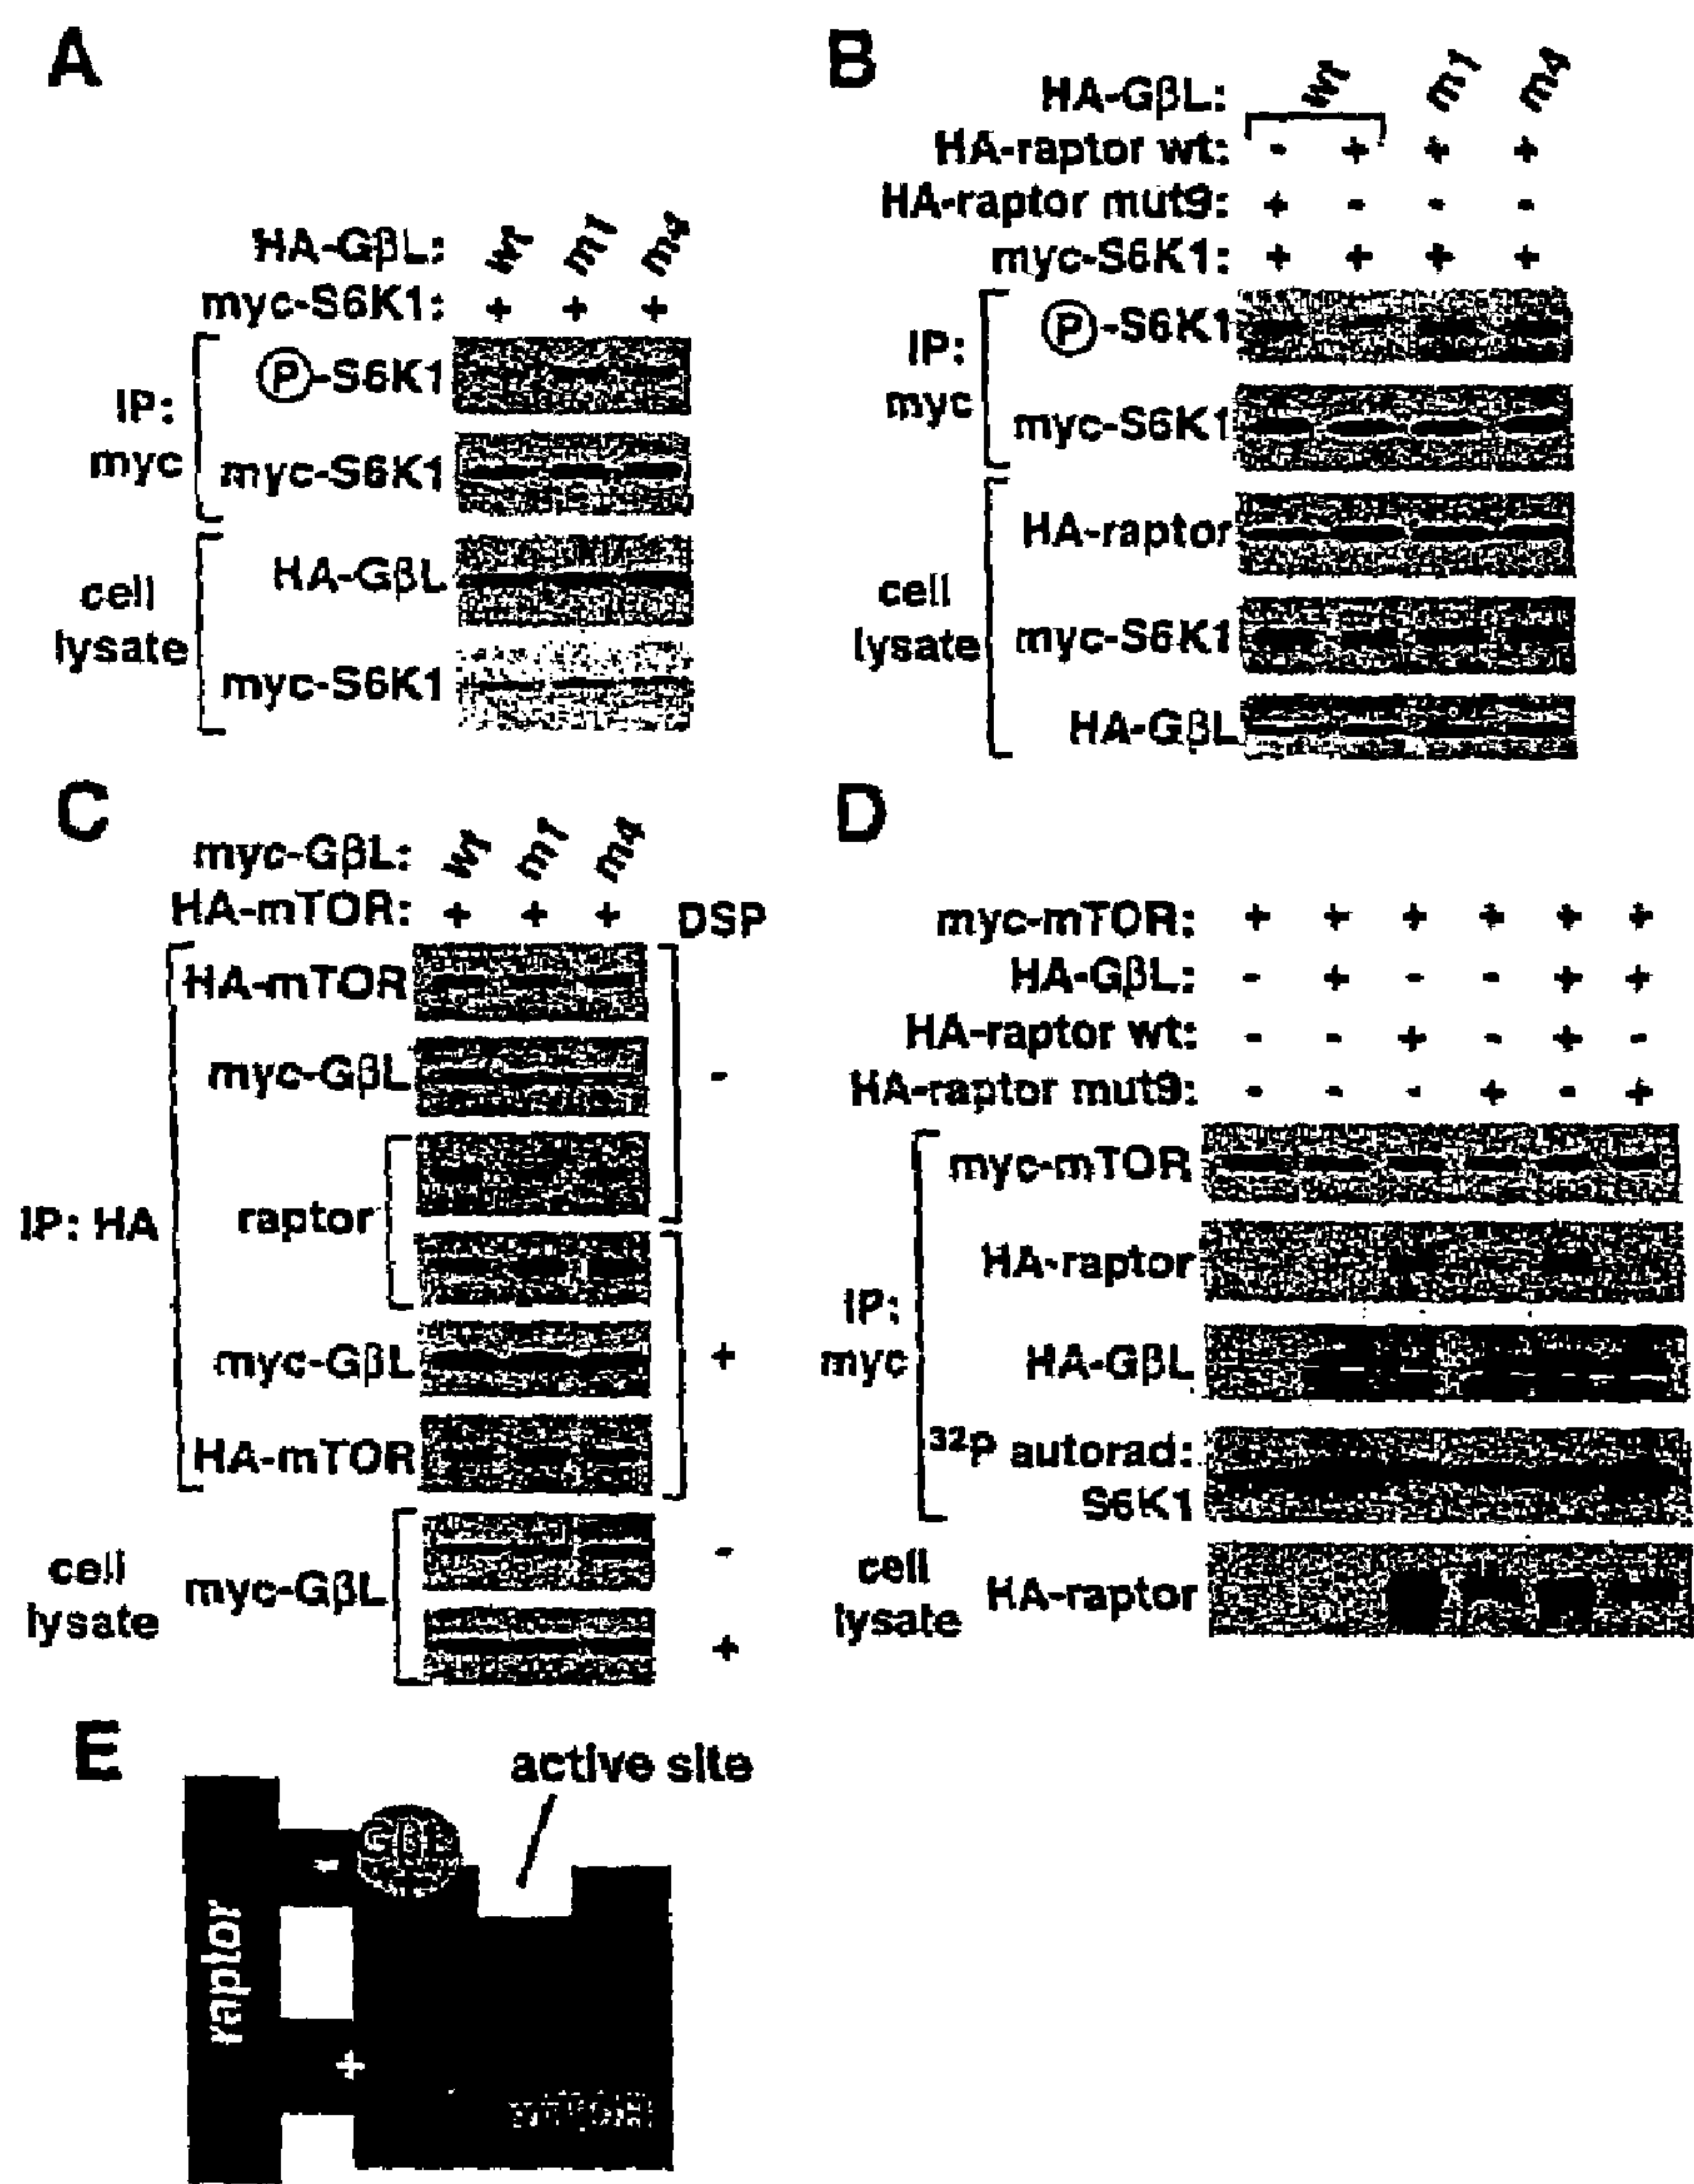 A
HA-GβL: wt m1 m4
myc-S6K1: + + +
IP: myc
Ⓟ-S6K1
myc-S6K1
cell lysate
HA-GβL
myc-S6K1
B
HA-GβL: wt m1 m4
HA-raptor wt: - + + +
HA-raptor mut9: + - - -
myc-S6K1: + + + +
IP: myc
Ⓟ-S6K1
myc-S6K1
cell lysate
HA-raptor
myc-S6K1
HA-GβL
C
myc-GβL: wt m1 m4
HA-mTOR: + + + DSP
IP: HA
HA-mTOR
myc-GβL -
raptor
myc-GβL +
HA-mTOR
cell lysate
myc-GβL
-
+
D
myc-mTOR: + + + + + +
HA-GβL: - + - - + +
HA-raptor wt: - - + - + -
HA-raptor mut9: - - - + - +
IP: myc
myc-mTOR
HA-raptor
HA-GβL
³²P autorad:
S6K1
cell lysate
HA-raptor
E
active site
GβL
-
raptor
+